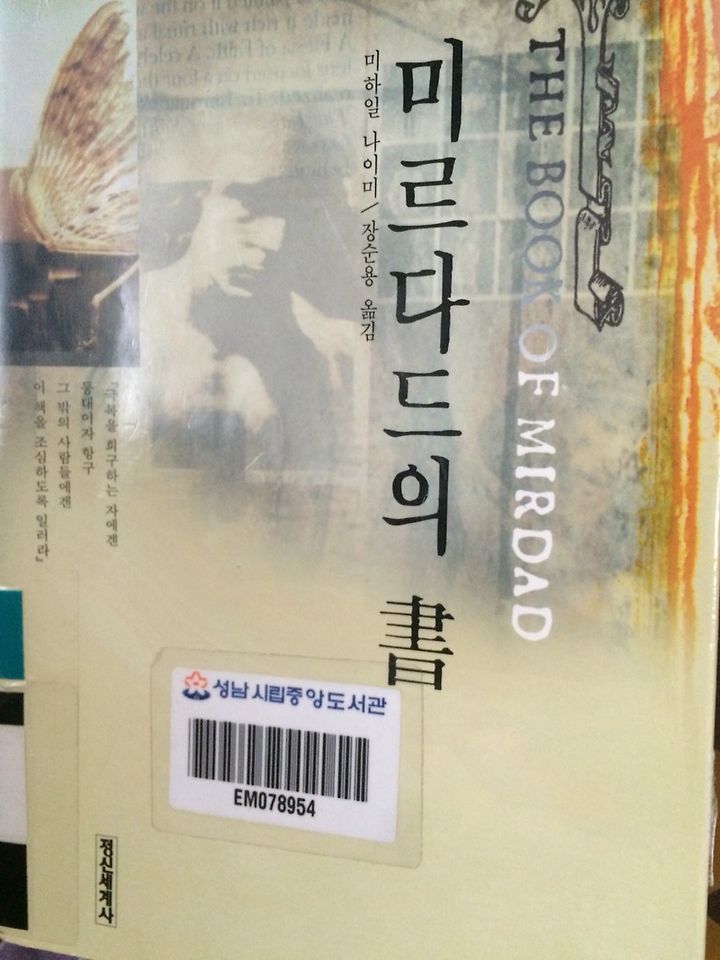 미르다드의 書
미하일 나이미 / 장순용 옮김
THE BOOK OF MIRDAD
『극복을 희구하는 자에겐
등대이자 항구
그 밖의 사람들에겐
이 책을 조심하도록 일러라』
성남시립중앙도서관
EM078954
정신세계사